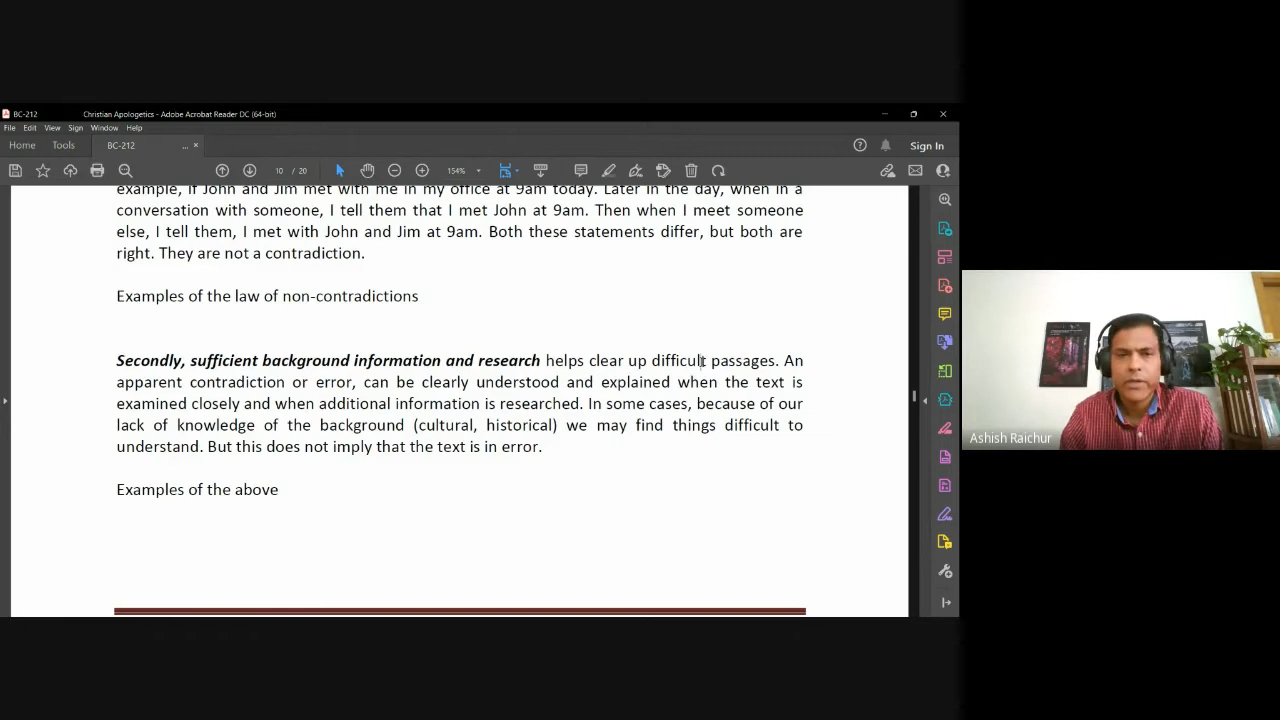 BC-212 Christian Apologetics - Adobe Acrobat Reader DC (64-bit)
File Edit View Sign Window Help
Home Tools BC-212 ... × Sign In
10 / 20 154%
example, if John and Jim met with me in my office at 9am today. Later in the day, when in a
conversation with someone, I tell them that I met John at 9am. Then when I meet someone
else, I tell them, I met with John and Jim at 9am. Both these statements differ, but both are
right. They are not a contradiction.
Examples of the law of non-contradictions
Secondly, sufficient background information and research helps clear up difficult passages. An
apparent contradiction or error, can be clearly understood and explained when the text is
examined closely and when additional information is researched. In some cases, because of our
lack of knowledge of the background (cultural, historical) we may find things difficult to
understand. But this does not imply that the text is in error.
Examples of the above
Ashish Raichur